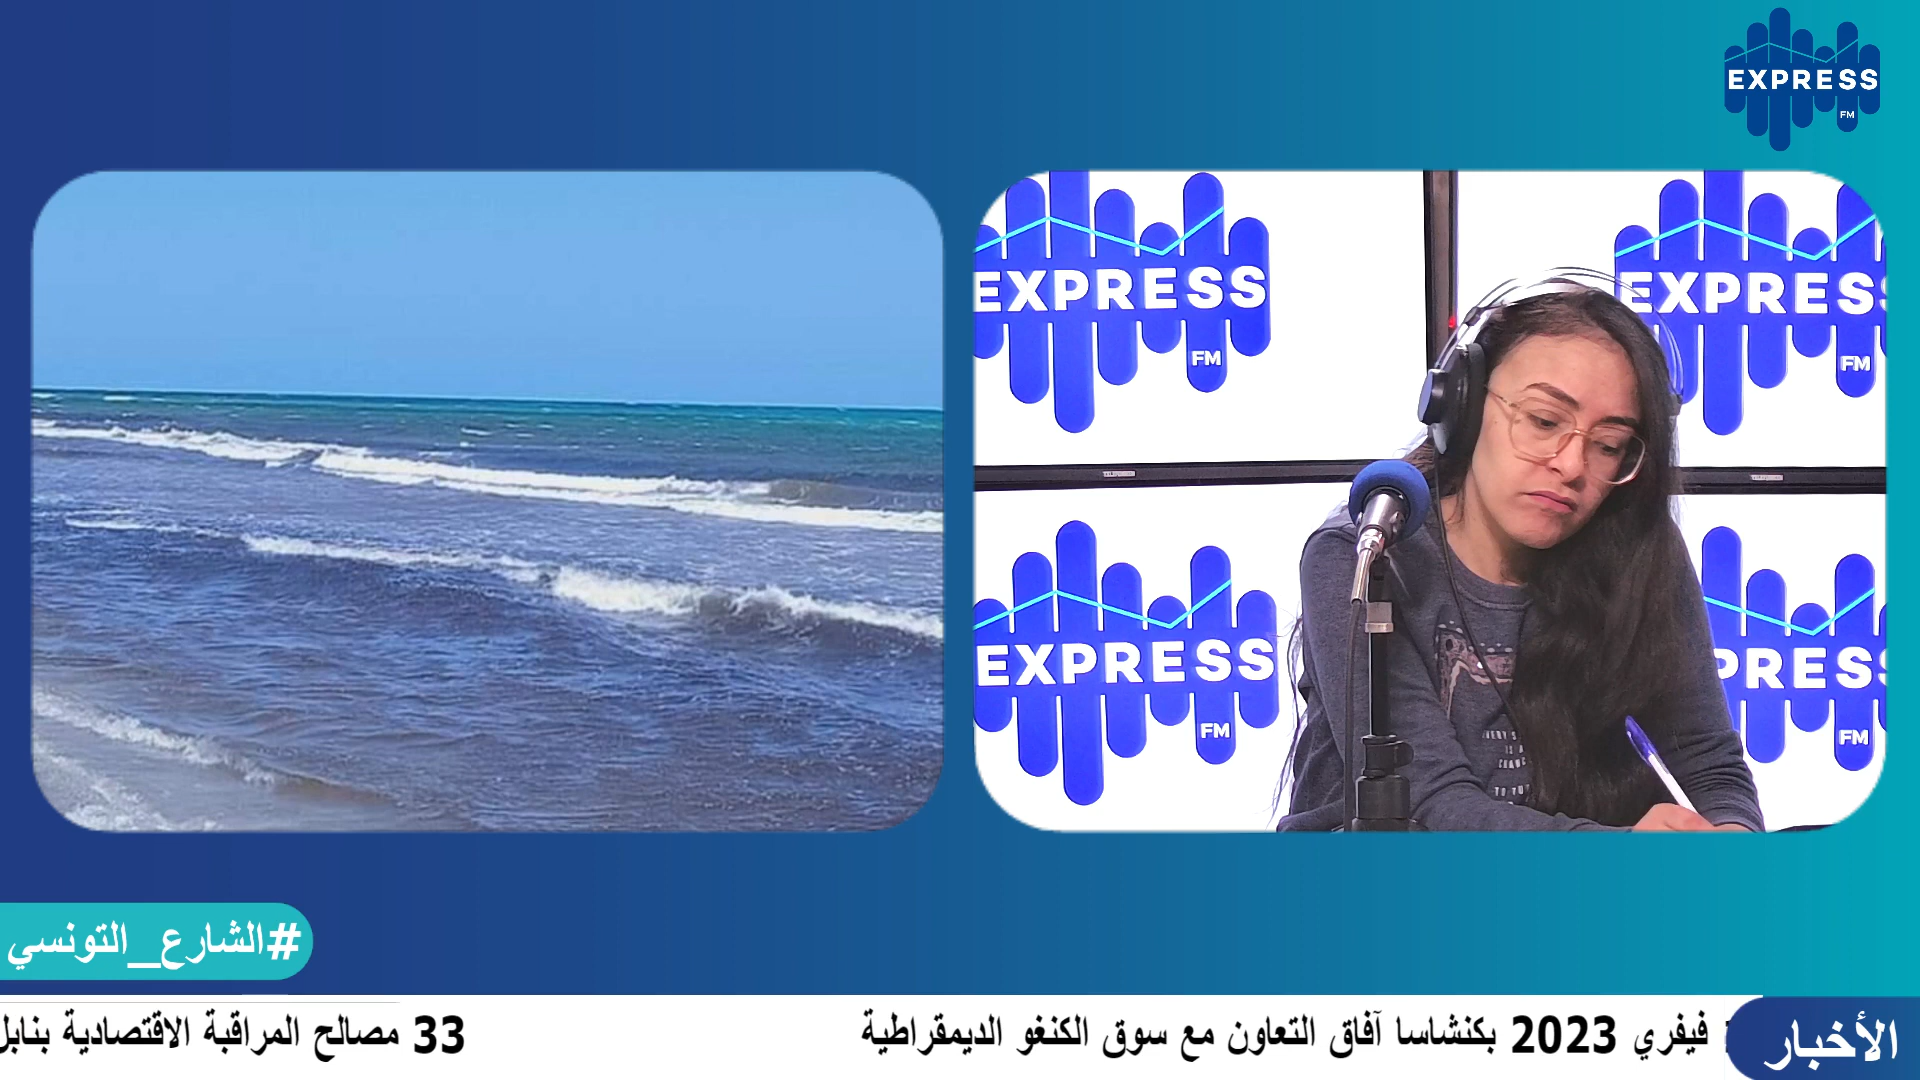 EXPRESS
FM
EXPRESS
FM
EXPRESS
FM
EXPRESS
FM
EXPRESS
FM
#الشارع_التونسي
الأخبار
فيفري 2023 بكنشاسا آفاق التعاون مع سوق الكنغو الديمقراطية
33 مصالح المراقبة الاقتصادية بنابل